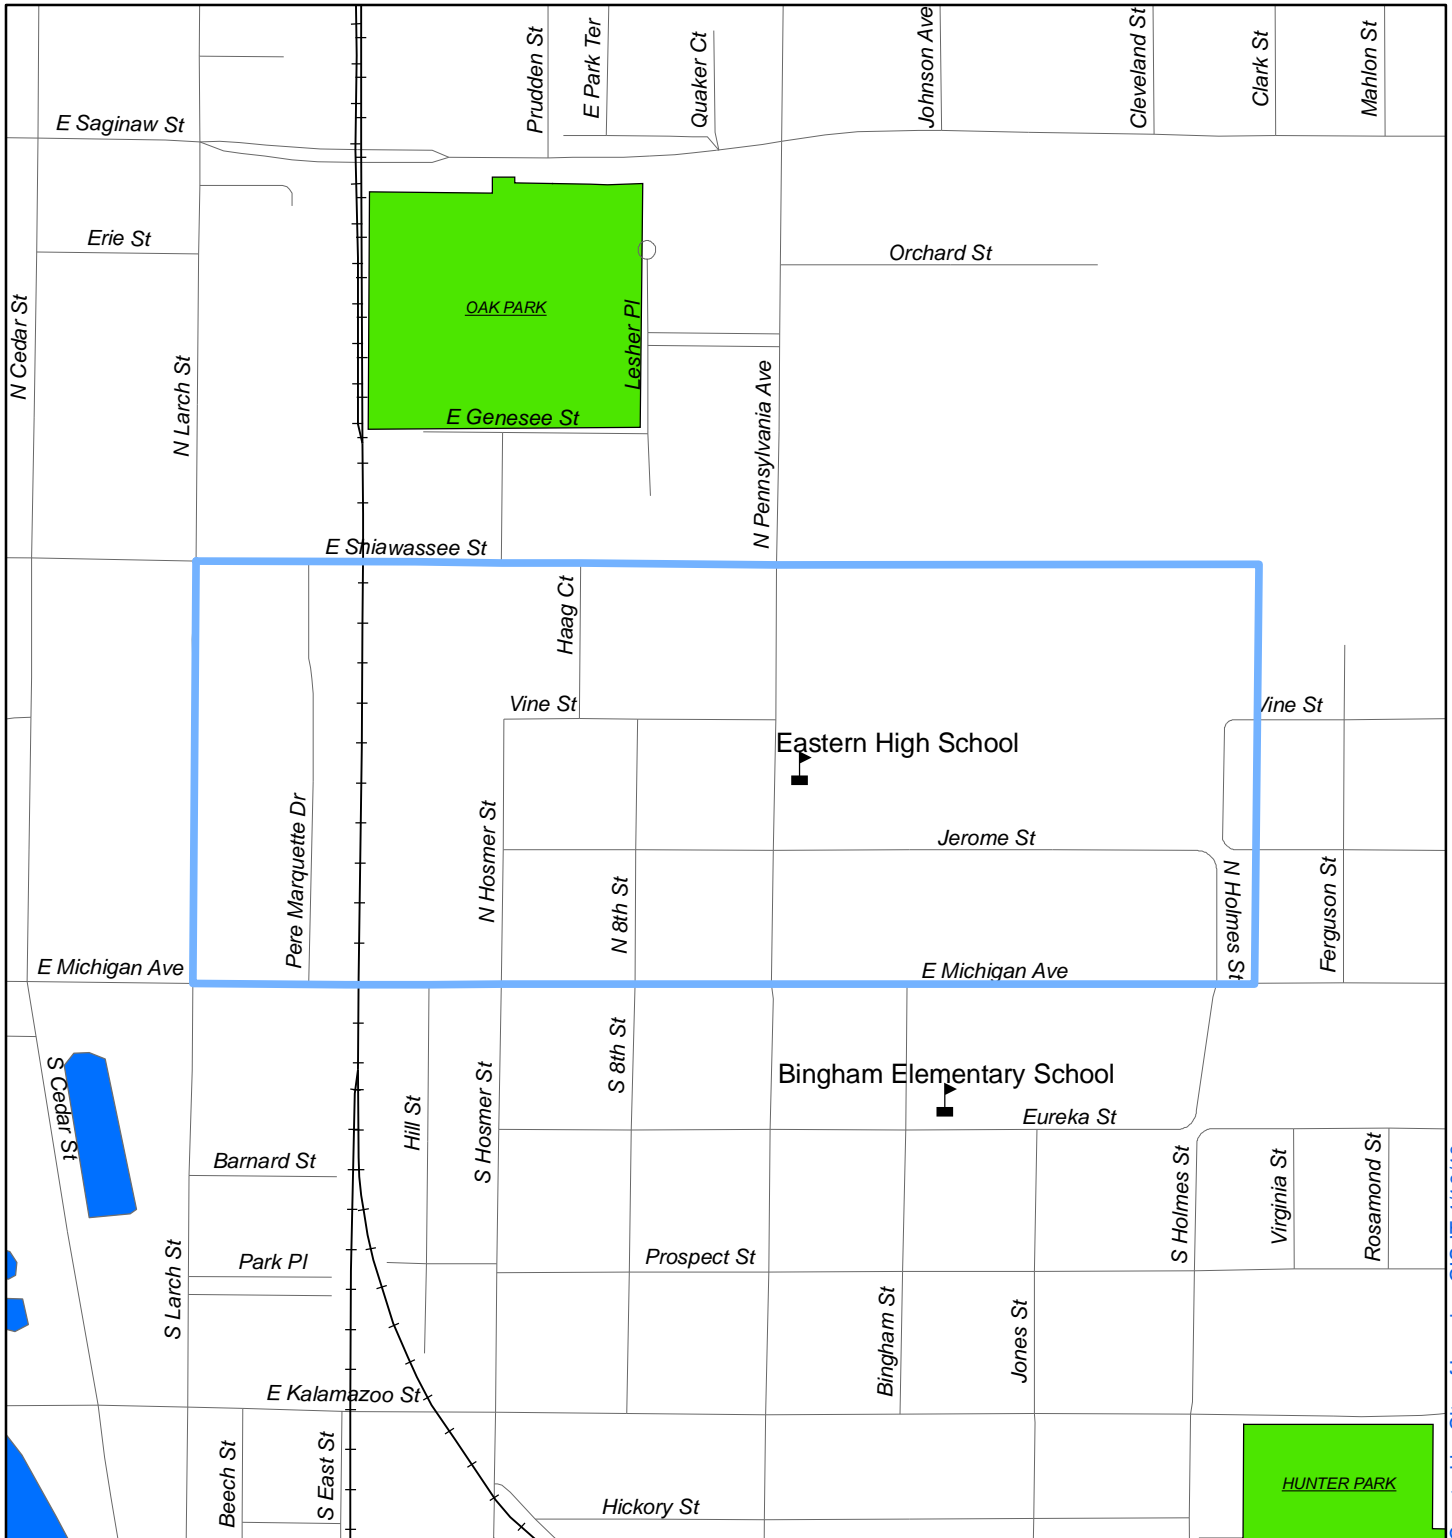 Prudden St
E Park Ter
Quaker Ct
Johnson Ave
Cleveland St
Clark St
Mahlon St
E Saginaw St
Erie St
Orchard St
N Cedar St
OAK PARK
Lesher Pl
N Larch St
N Pennsylvania Ave
E Genesee St
E Shiawassee St
Haag Ct
Vine St
Vine St
Eastern High School
Pere Marquette Dr
N Hosmer St
Jerome St
N 8th St
N Holmes St
Ferguson St
E Michigan Ave
E Michigan Ave
S Cedar St
S 8th St
Bingham Elementary School
Hill St
S Hosmer St
Eureka St
Barnard St
S Holmes St
Virginia St
Rosamond St
S Larch St
Park Pl
Prospect St
Bingham St
Jones St
E Kalamazoo St
Beech St
S East St
Hickory St
HUNTER PARK